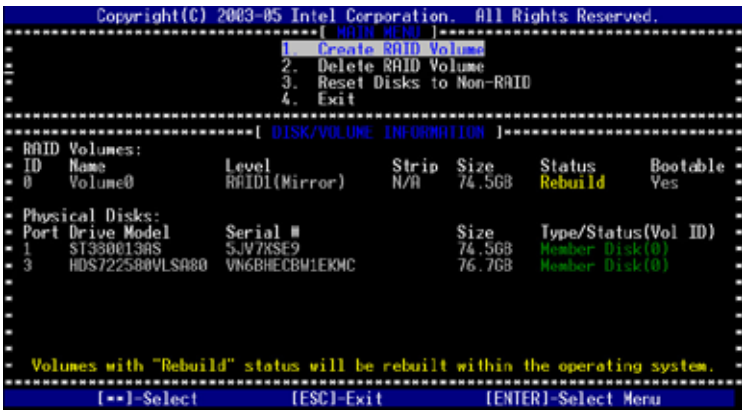 Copyright(C) 2003-05 Intel Corporation. All Rights Reserved.
[ MAIN MENU ]
1. Create RAID Volume
2. Delete RAID Volume
3. Reset Disks to Non-RAID
4. Exit
[ DISK/VOLUME INFORMATION ]
RAID Volumes:
ID Name Level Strip Size Status Bootable
0 Volume0 RAID1(Mirror) N/A 74.5GB Rebuild Yes
Physical Disks:
Port Drive Model Serial # Size Type/Status(Vol ID)
1 ST380013AS 5JV7XSE9 74.5GB Member Disk(0)
3 HDS722580VLSA80 VN6BHECBW1EKMC 76.7GB Member Disk(0)
Volumes with "Rebuild" status will be rebuilt within the operating system.
[↑↓]-Select [ESC]-Exit [ENTER]-Select Menu